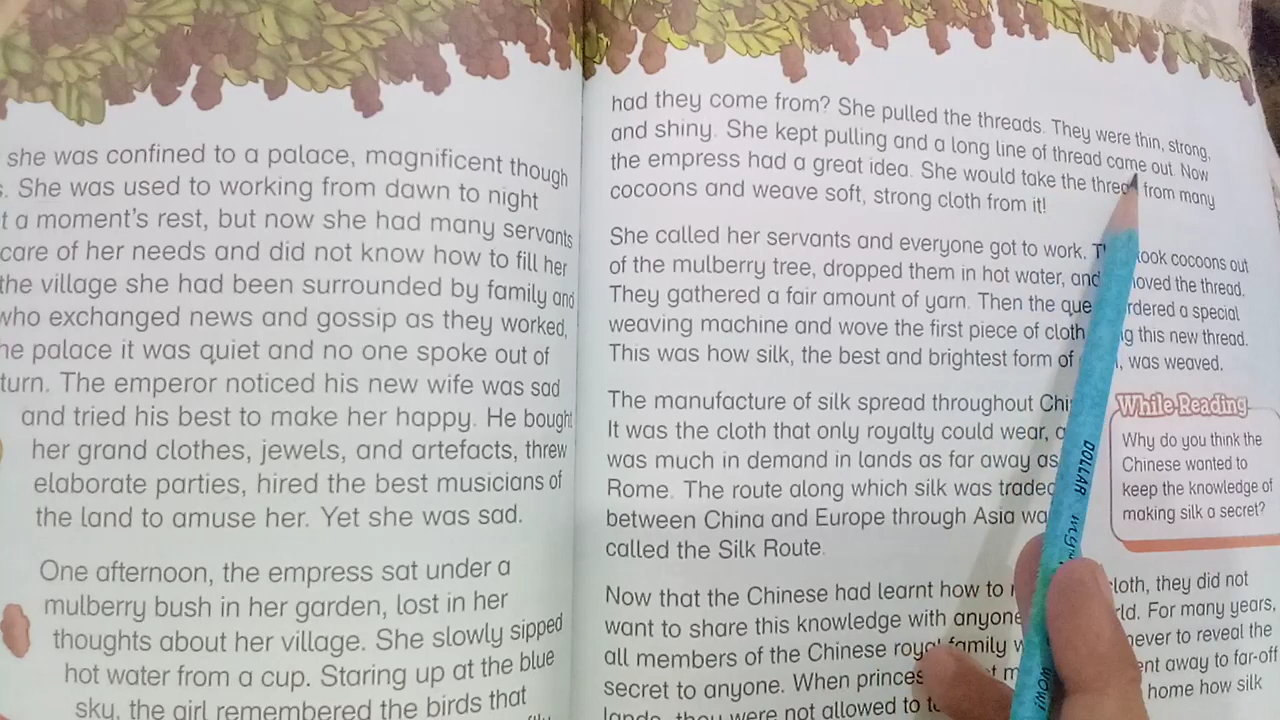 she was confined to a palace, magnificent though
She was used to working from dawn to night
a moment's rest, but now she had many servants
care of her needs and did not know how to fill her
the village she had been surrounded by family and
who exchanged news and gossip as they worked,
palace it was quiet and no one spoke out of
turn. The emperor noticed his new wife was sad
and tried his best to make her happy. He bought
her grand clothes, jewels, and artefacts, threw
elaborate parties, hired the best musicians of
the land to amuse her. Yet she was sad.
One afternoon, the empress sat under a
mulberry bush in her garden, lost in her
thoughts about her village. She slowly sipped
hot water from a cup. Staring up at the blue
sky, the girl remembered the birds that
had they come from? She pulled the threads. They were thin, strong,
and shiny. She kept pulling and a long line of thread came out. Now
the empress had a great idea. She would take the thread from many
cocoons and weave soft, strong cloth from it!
She called her servants and everyone got to work. took cocoons out
of the mulberry tree, dropped them in hot water, and the thread.
They gathered a fair amount of yarn. Then the a special
weaving machine and wove the first piece of cloth this new thread.
This was how silk, the best and brightest form of , was weaved.
The manufacture of silk spread throughout
It was the cloth that only royalty could wear,
was much in demand in lands as far away as
Rome. The route along which silk was traded
between China and Europe through Asia
called the Silk Route.
Now that the Chinese had learnt how to cloth, they did not
want to share this knowledge with anyone For many years,
all members of the Chinese royal family never to reveal the
secret to anyone. When away to far-off
they were not allowed to home how silk
While Reading
Why do you think the
Chinese wanted to
keep the knowledge of
making silk a secret?
DOLLAR my